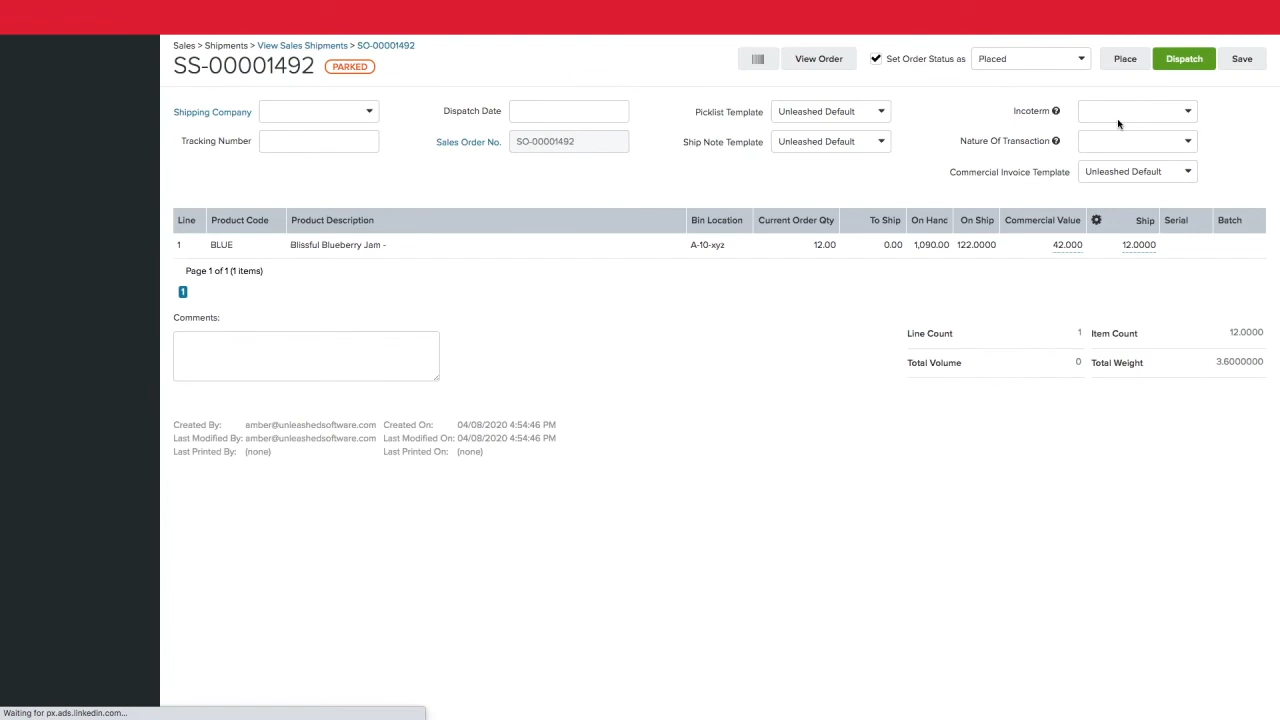 Sales > Shipments > View Sales Shipments > SO-00001492
SS-00001492 PARKED
View Order Set Order Status as Placed Place Dispatch Save
Shipping Company Dispatch Date Picklist Template Unleashed Default Incoterm
Tracking Number Sales Order No. SO-00001492 Ship Note Template Unleashed Default Nature Of Transaction
Commercial Invoice Template Unleashed Default
Line Product Code Product Description Bin Location Current Order Qty To Ship On Hanc On Ship Commercial Value Ship Serial Batch
1 BLUE Blissful Blueberry Jam - A-10-xyz 12.00 0.00 1,090.00 122.0000 42.000 12.0000
Page 1 of 1 (1 items)
1
Comments:
Line Count 1 Item Count 12.0000
Total Volume 0 Total Weight 3.6000000
Created By: amber@unleashedsoftware.com Created On: 04/08/2020 4:54:46 PM
Last Modified By: amber@unleashedsoftware.com Last Modified On: 04/08/2020 4:54:46 PM
Last Printed By: (none) Last Printed On: (none)
Waiting for px.ads.linkedin.com...